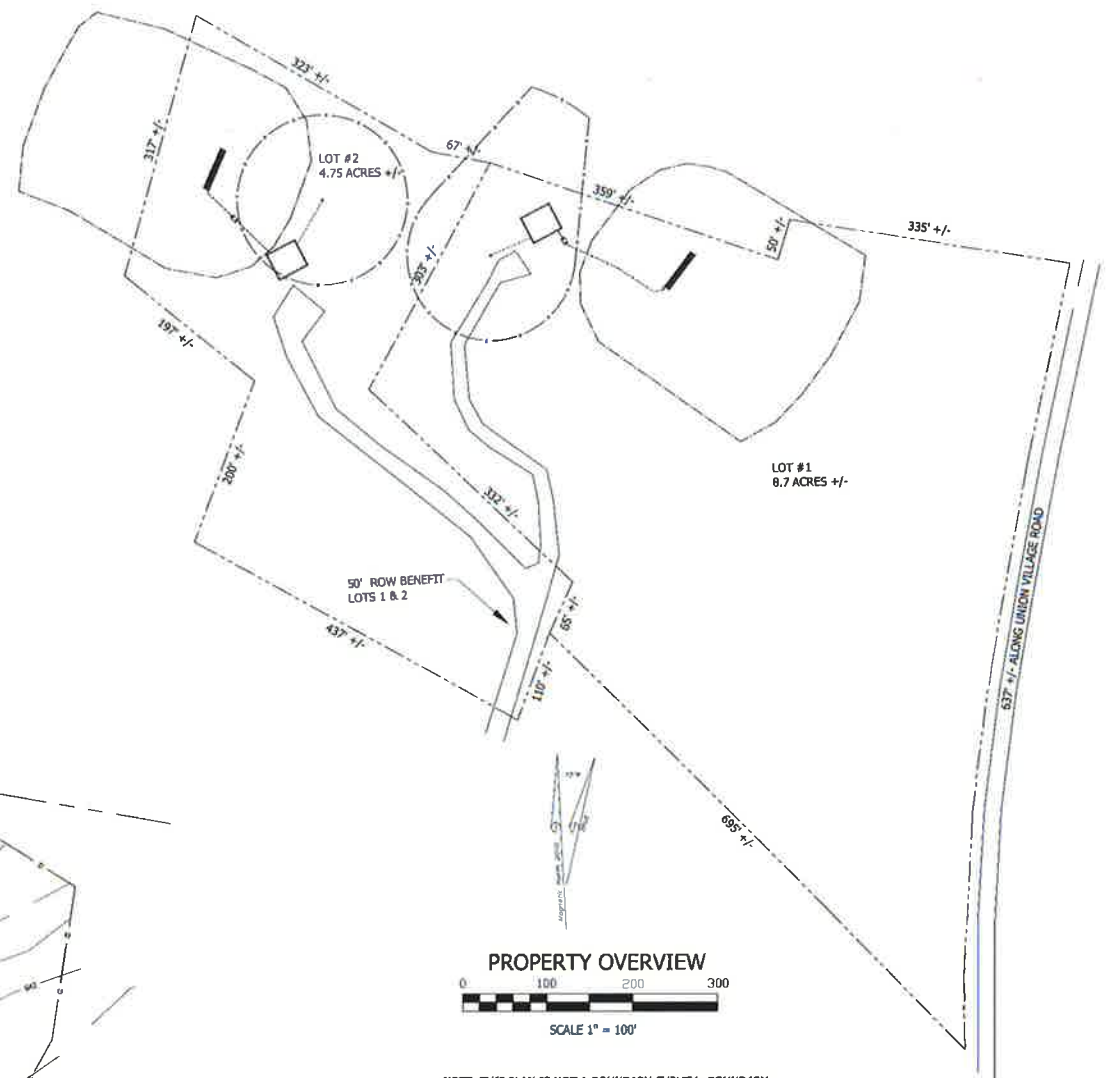 323' +/-
317' +/-
LOT #2
4.75 ACRES +/-
67' +/-
359' +/-
50' +/-
335' +/-
303' +/-
197' +/-
200' +/-
332' +/-
LOT #1
8.7 ACRES +/-
637' +/- ALONG UNION VILLAGE ROAD
50' ROW BENEFIT
LOTS 1 & 2
65' +/-
437' +/-
110' +/-
695' +/-
PROPERTY OVERVIEW
0 100 200 300
SCALE 1" = 100'